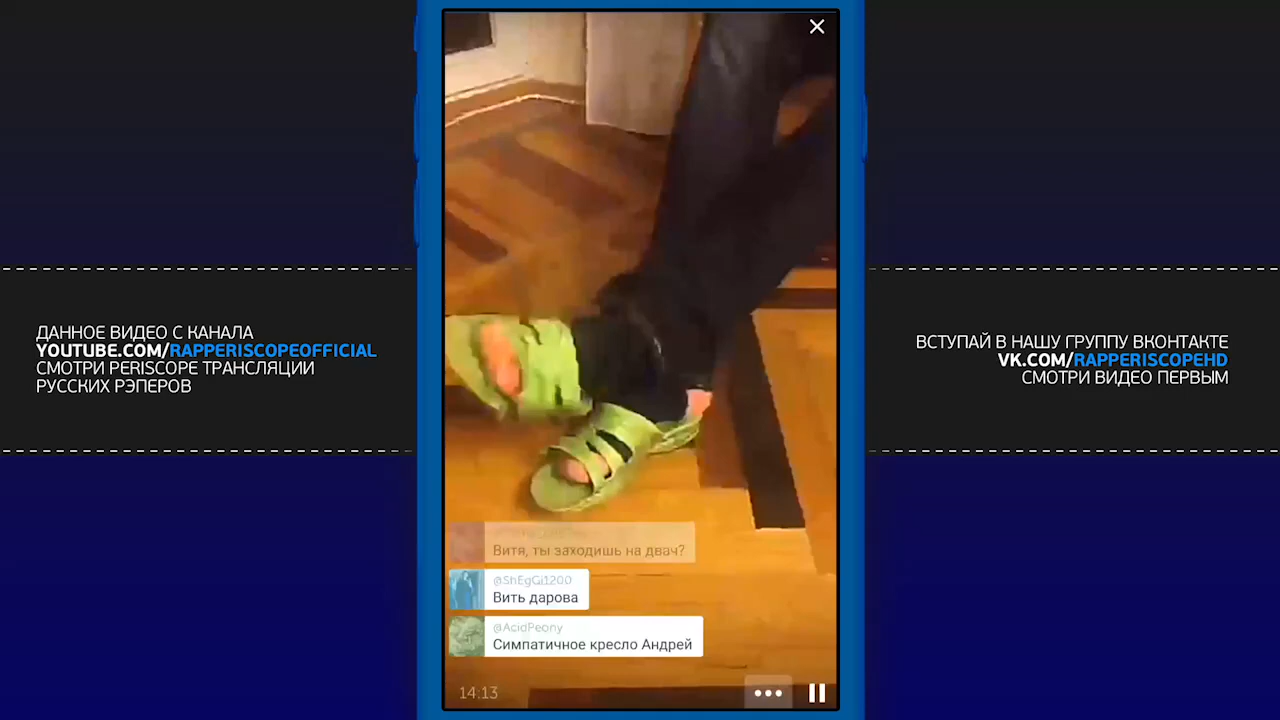 ДАННОЕ ВИДЕО С КАНАЛА
YOUTUBE.COM/RAPPERISCOPEOFFICIAL
СМОТРИ PERISCOPE ТРАНСЛЯЦИИ
РУССКИХ РЭПЕРОВ
ВСТУПАЙ В НАШУ ГРУППУ ВКОНТАКТЕ
VK.COM/RAPPERISCOPEHD
СМОТРИ ВИДЕО ПЕРВЫМ
Витя, ты заходишь на двач?
@ShEgGi1200
Вить дарова
@AcidPeony
Симпатичное кресло Андрей
14:13